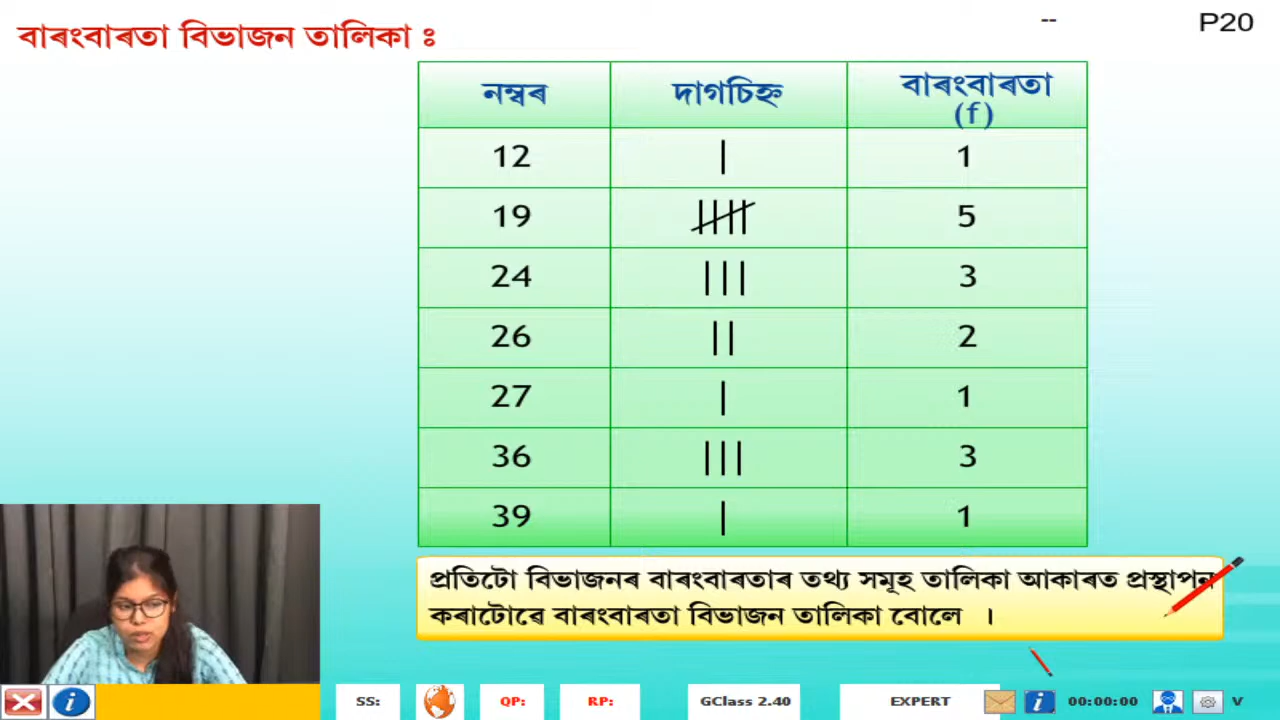 বাৰংবাৰতা বিভাজন তালিকা ঃ
--
P20
নম্বৰ দাগচিহ্ন বাৰংবাৰতা
(f)
12 | 1
19 5
24 ||| 3
26 || 2
27 | 1
36 ||| 3
39 | 1
প্ৰতিটো বিভাজনৰ বাৰংবাৰতাৰ তথ্য সমূহ তালিকা আকাৰত প্ৰস্থাপন
কৰাটোৱে বাৰংবাৰতা বিভাজন তালিকা বোলে ।
SS: QP: RP: GClass 2.40 EXPERT 00:00:00 V